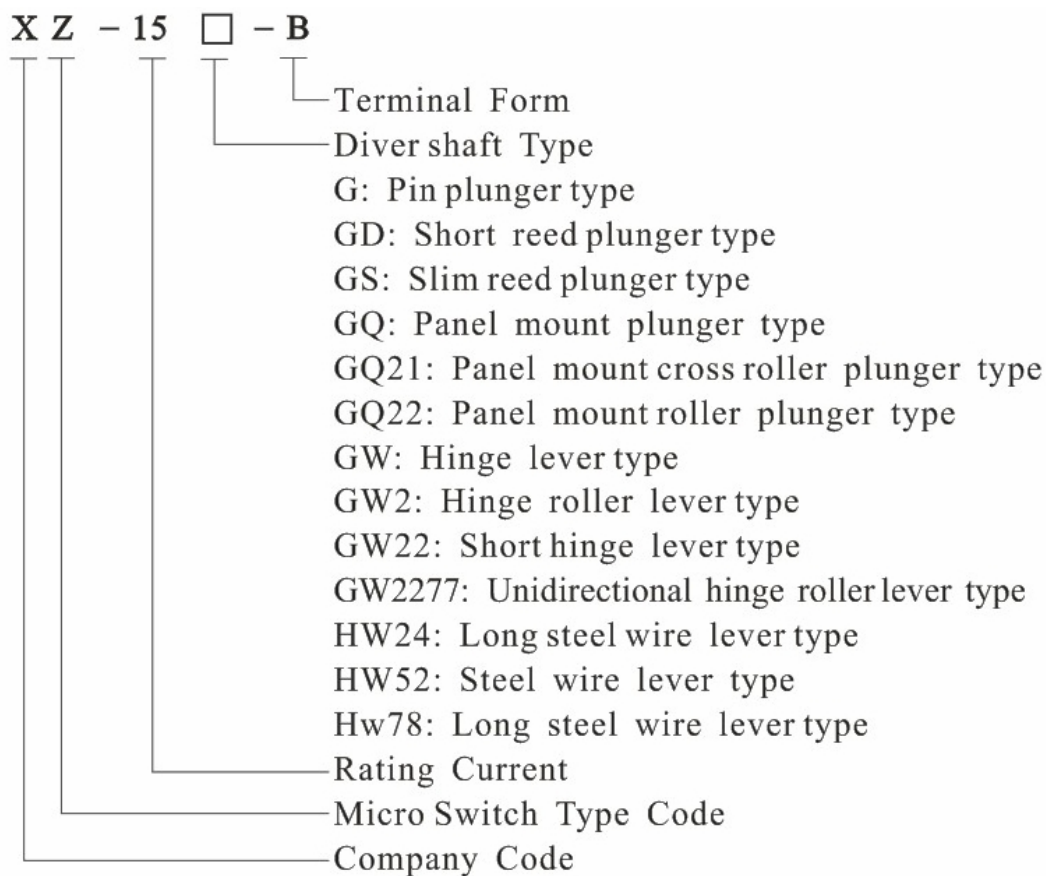 X Z - 15 □ - B
Terminal Form
Diver shaft Type
G: Pin plunger type
GD: Short reed plunger type
GS: Slim reed plunger type
GQ: Panel mount plunger type
GQ21: Panel mount cross roller plunger type
GQ22: Panel mount roller plunger type
GW: Hinge lever type
GW2: Hinge roller lever type
GW22: Short hinge lever type
GW2277: Unidirectional hinge roller lever type
HW24: Long steel wire lever type
HW52: Steel wire lever type
Hw78: Long steel wire lever type
Rating Current
Micro Switch Type Code
Company Code